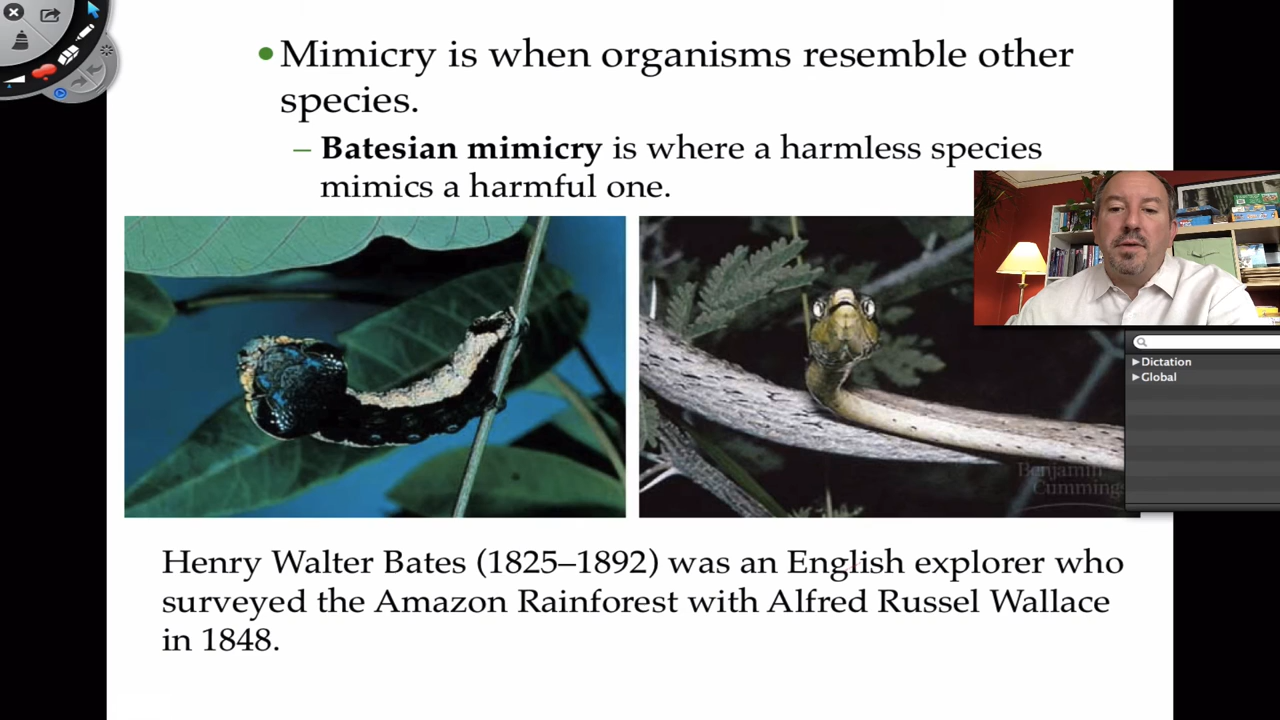 •Mimicry is when organisms resemble other
species.
– Batesian mimicry is where a harmless species
mimics a harmful one.
Dictation
Global
Benjamin
Cummings
Henry Walter Bates (1825–1892) was an English explorer who
surveyed the Amazon Rainforest with Alfred Russel Wallace
in 1848.